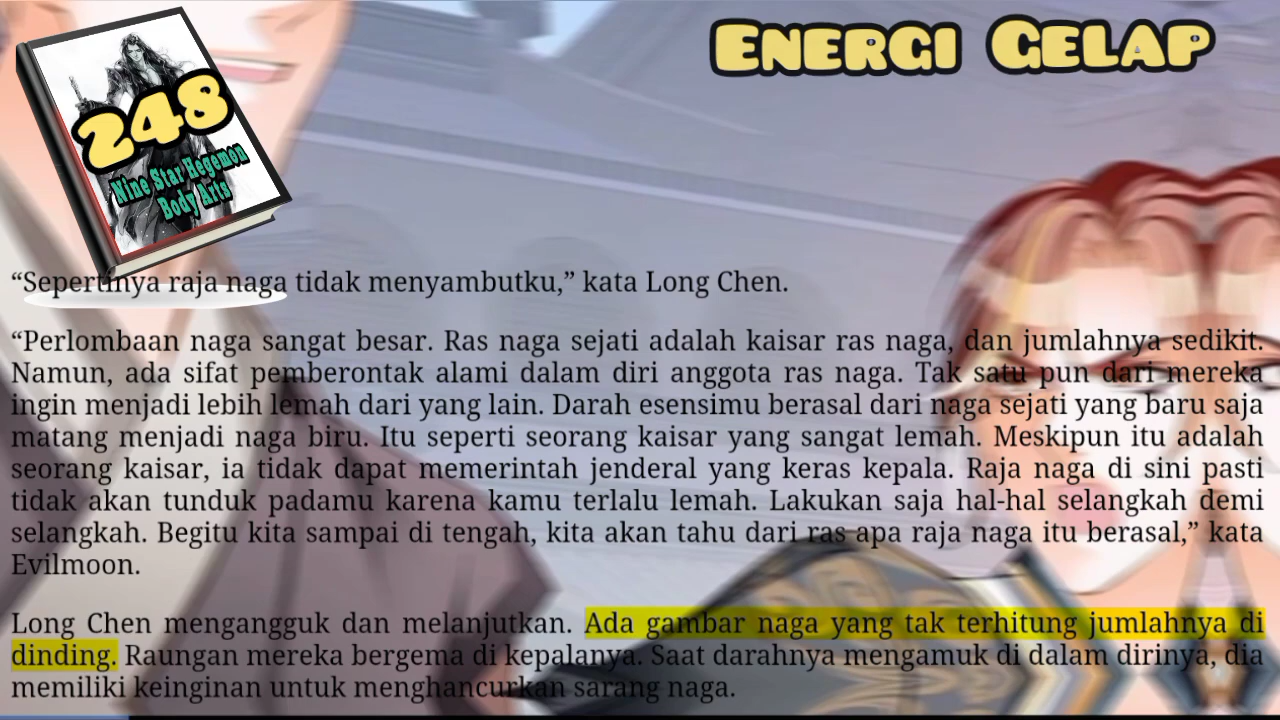 Energi Gelap
248
Nine Star Hegemon
Body Arts
“Sepertinya raja naga tidak menyambutku,” kata Long Chen.
“Perlombaan naga sangat besar. Ras naga sejati adalah kaisar ras naga, dan jumlahnya sedikit.
Namun, ada sifat pemberontak alami dalam diri anggota ras naga. Tak satu pun dari mereka
ingin menjadi lebih lemah dari yang lain. Darah esensimu berasal dari naga sejati yang baru saja
matang menjadi naga biru. Itu seperti seorang kaisar yang sangat lemah. Meskipun itu adalah
seorang kaisar, ia tidak dapat memerintah jenderal yang keras kepala. Raja naga di sini pasti
tidak akan tunduk padamu karena kamu terlalu lemah. Lakukan saja hal-hal selangkah demi
selangkah. Begitu kita sampai di tengah, kita akan tahu dari ras apa raja naga itu berasal,” kata
Evilmoon.
Long Chen mengangguk dan melanjutkan. Ada gambar naga yang tak terhitung jumlahnya di
dinding. Raungan mereka bergema di kepalanya. Saat darahnya mengamuk di dalam dirinya, dia
memiliki keinginan untuk menghancurkan sarang naga.